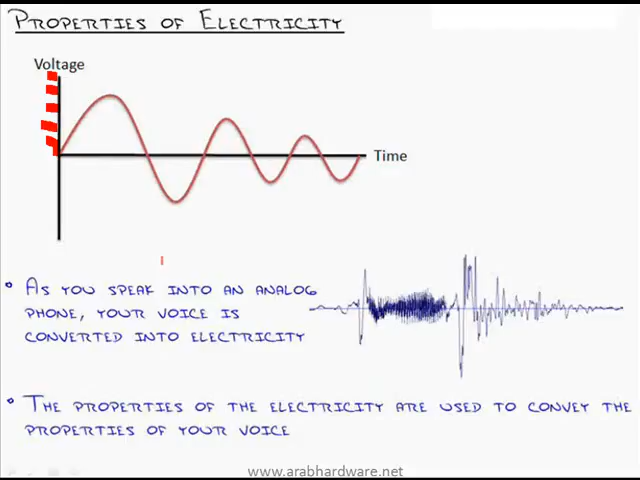 PROPERTIES OF ELECTRICITY
Voltage
Time
AS YOU SPEAK INTO AN ANALOG
PHONE, YOUR VOICE IS
CONVERTED INTO ELECTRICITY
THE PROPERTIES OF THE ELECTRICITY ARE USED TO CONVEY THE
PROPERTIES OF YOUR VOICE
www.arabhardware.net